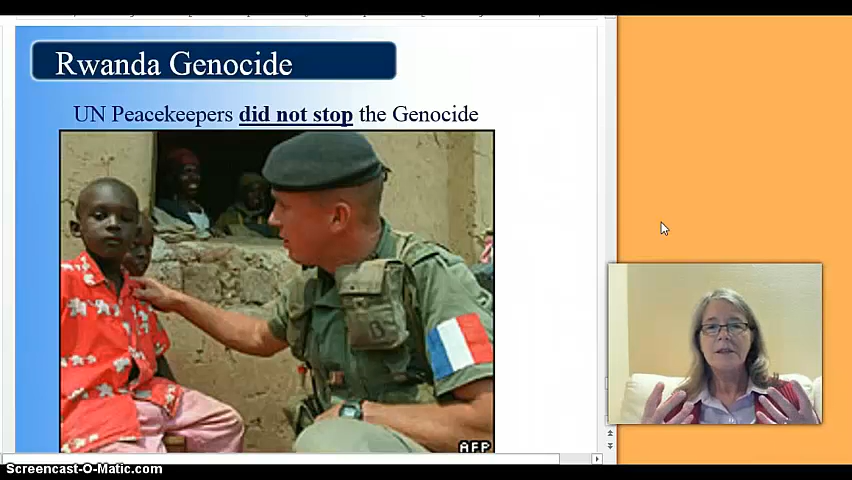 Rwanda Genocide
UN Peacekeepers did not stop the Genocide
AFP
Screencast-O-Matic.com